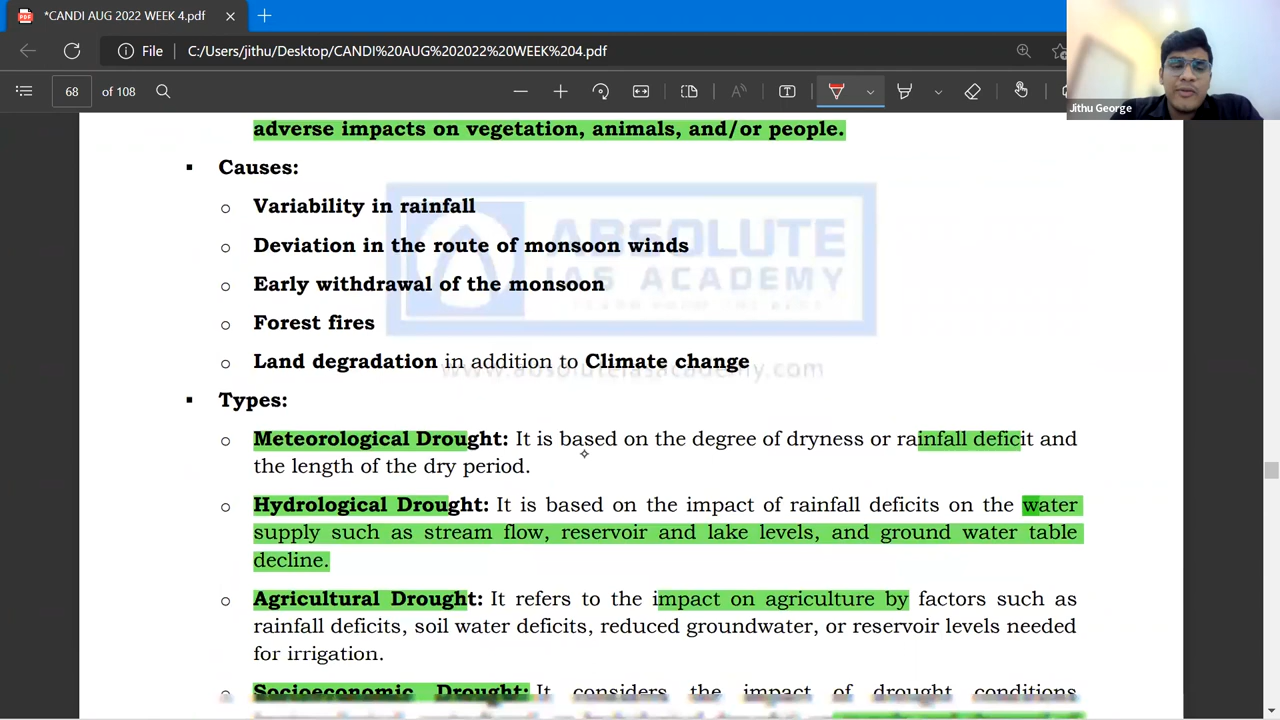 *CANDI AUG 2022 WEEK 4.pdf
File C:/Users/jithu/Desktop/CANDI%20AUG%202022%20WEEK%204.pdf
68 of 108
Jithu George
adverse impacts on vegetation, animals, and/or people.
▪ Causes:
o Variability in rainfall
o Deviation in the route of monsoon winds
o Early withdrawal of the monsoon
o Forest fires
o Land degradation in addition to Climate change
ABSOLUTE
IAS ACADEMY
www.absoluteiasacademy.com
▪ Types:
o Meteorological Drought: It is based on the degree of dryness or rainfall deficit and
the length of the dry period.
o Hydrological Drought: It is based on the impact of rainfall deficits on the water
supply such as stream flow, reservoir and lake levels, and ground water table
decline.
o Agricultural Drought: It refers to the impact on agriculture by factors such as
rainfall deficits, soil water deficits, reduced groundwater, or reservoir levels needed
for irrigation.
o Socioeconomic Drought: It considers the impact of drought conditions